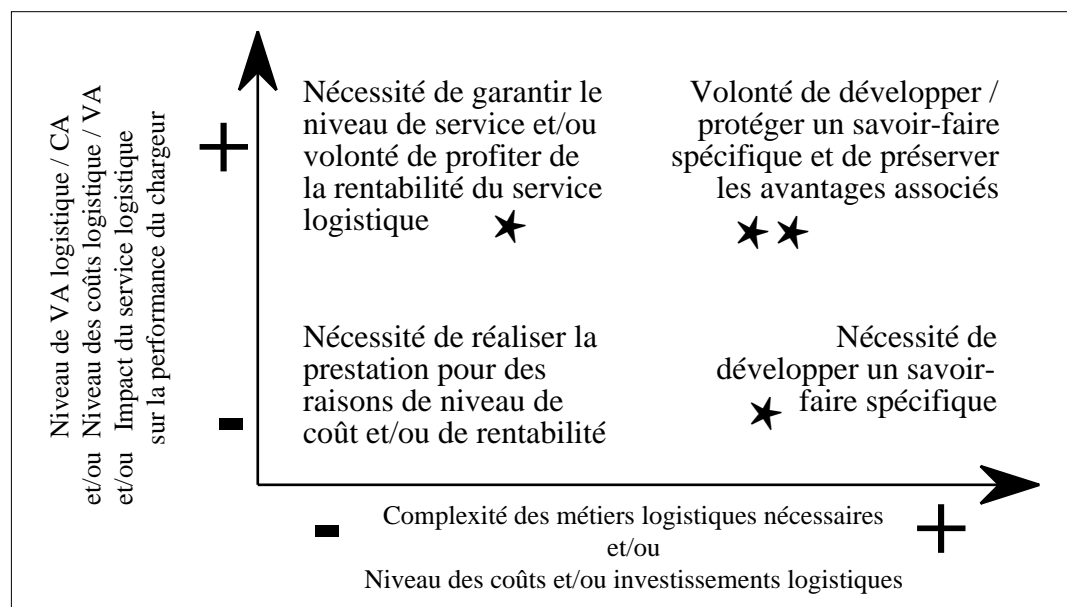 Niveau de VA logistique / CA
et/ou Niveau des coûts logistique / VA
et/ou Impact du service logistique
sur la performance du chargeur
+
-
Nécessité de garantir le
niveau de service et/ou
volonté de profiter de
la rentabilité du service
logistique
Volonté de développer /
protéger un savoir-faire
spécifique et de préserver
les avantages associés
Nécessité de réaliser la
prestation pour des
raisons de niveau de
coût et/ou de rentabilité
Nécessité de
développer un savoir-
faire spécifique
-
Complexité des métiers logistiques nécessaires
et/ou
Niveau des coûts et/ou investissements logistiques
+